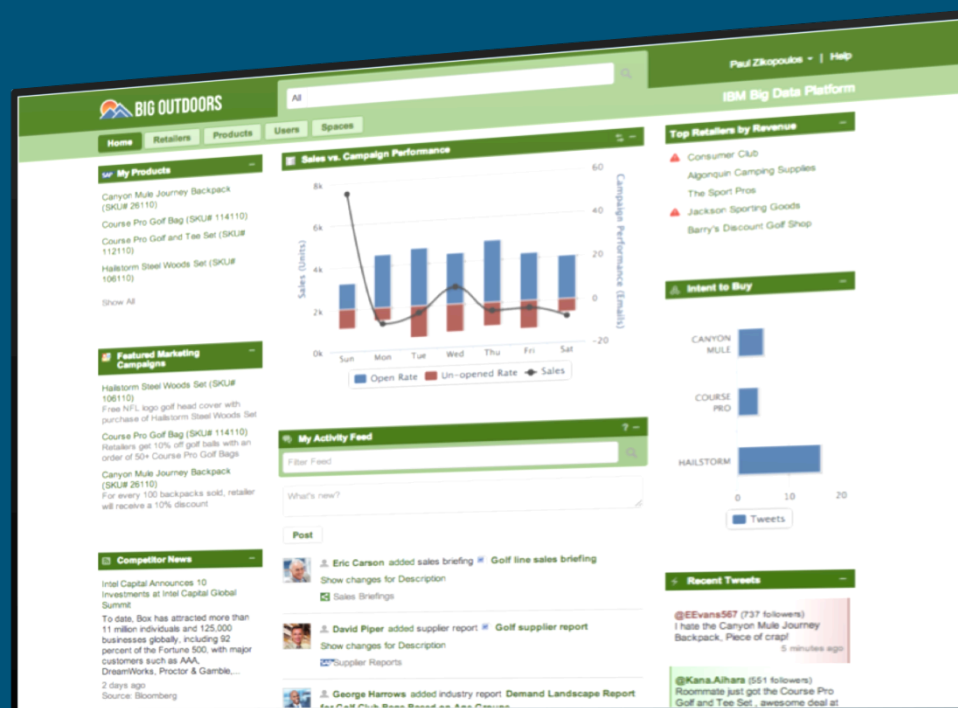 BIG OUTDOORS
All
Paul Zikopoulos | Help
IBM Big Data Platform
Home
Retailers
Products
Users
Spaces
SAP My Products
Canyon Mule Journey Backpack
(SKU# 26110)
Course Pro Golf Bag (SKU# 114110)
Course Pro Golf and Tee Set (SKU#
112110)
Hailstorm Steel Woods Set (SKU#
106110)
Show All
Featured Marketing
Campaigns
Hailstorm Steel Woods Set (SKU#
106110)
Free NFL logo golf head cover with
purchase of Hailstorm Steel Woods Set
Course Pro Golf Bag (SKU# 114110)
Retailers get 10% off golf balls with an
order of 50+ Course Pro Golf Bags
Canyon Mule Journey Backpack
(SKU# 26110)
For every 100 backpacks sold, retailer
will receive a 10% discount
Competitor News
Intel Capital Announces 10
Investments at Intel Capital Global
Summit
To date, Box has attracted more than
11 million individuals and 125,000
businesses globally, including 92
percent of the Fortune 500, with major
customers such as AAA,
DreamWorks, Proctor & Gamble,...
2 days ago
Source: Bloomberg
Sales vs. Campaign Performance
Sales (Units)
8k
6k
4k
2k
0k
Sun Mon Tue Wed Thu Fri Sat
60
40
20
0
-20
Campaign Performance (Emails)
Open Rate Un-opened Rate Sales
My Activity Feed
? –
Filter Feed
What's new?
Post
Eric Carson added sales briefing Golf line sales briefing
Show changes for Description
Sales Briefings
David Piper added supplier report Golf supplier report
Show changes for Description
SAP Supplier Reports
George Harrows added industry report Demand Landscape Report
for Golf Club Bags Based on Age Groups
Top Retailers by Revenue
Consumer Club
Algonquin Camping Supplies
The Sport Pros
Jackson Sporting Goods
Barry's Discount Golf Shop
Intent to Buy
CANYON
MULE
COURSE
PRO
HAILSTORM
0 10 20
Tweets
Recent Tweets
@EEvans567 (737 followers)
I hate the Canyon Mule Journey
Backpack, Piece of crap!
5 minutes ago
@Kana.Aihara (551 followers)
Roommate just got the Course Pro
Golf and Tee Set , awesome deal at